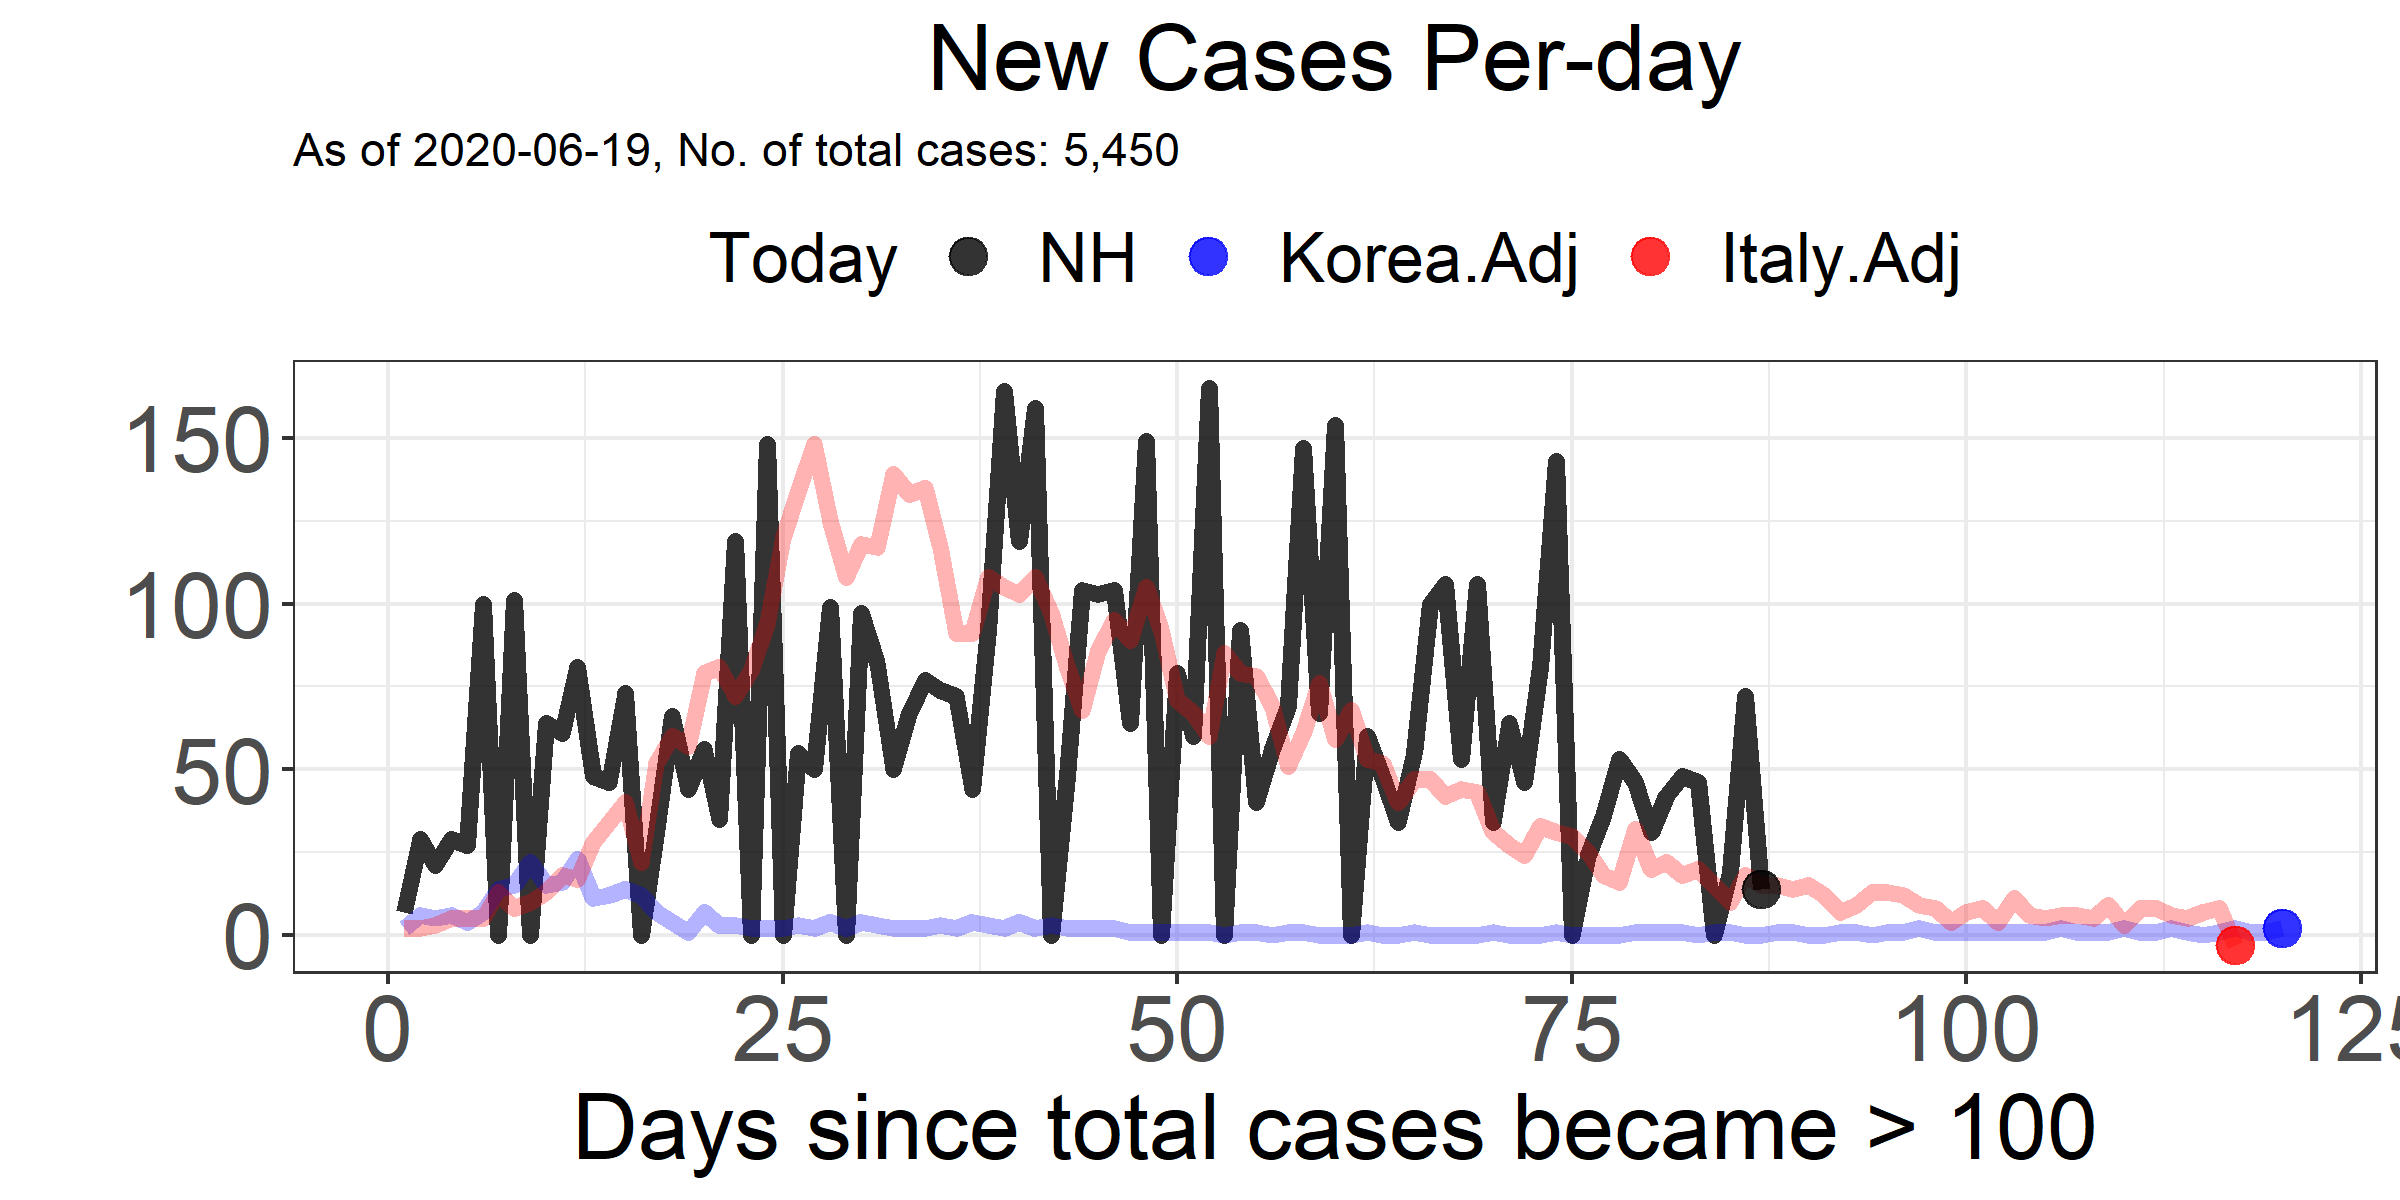 New Cases Per-day
As of 2020-06-19, No. of total cases: 5,450
Today NH Korea.Adj Italy.Adj
150
100
50
0
0 25 50 75 100 125
Days since total cases became > 100